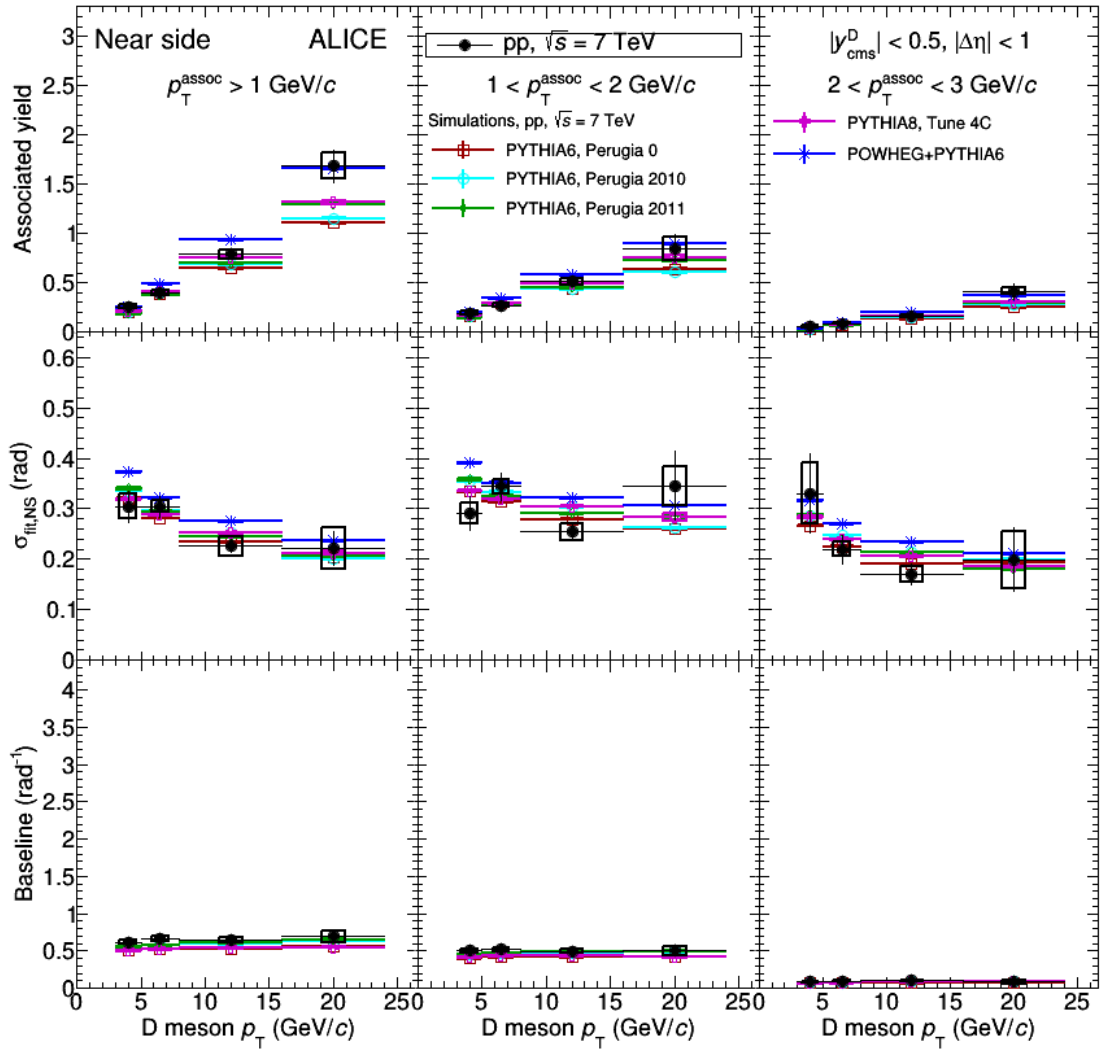 Near side ALICE
p_T^assoc > 1 GeV/c
pp, √s = 7 TeV
1 < p_T^assoc < 2 GeV/c
Simulations, pp, √s = 7 TeV
PYTHIA6, Perugia 0
PYTHIA6, Perugia 2010
PYTHIA6, Perugia 2011
|y_cms^D| < 0.5, |Δη| < 1
2 < p_T^assoc < 3 GeV/c
PYTHIA8, Tune 4C
POWHEG+PYTHIA6
Associated yield
3
2.5
2
1.5
1
0.5
0
σ_fit,NS (rad)
0.6
0.5
0.4
0.3
0.2
0.1
0
Baseline (rad⁻¹)
4
3.5
3
2.5
2
1.5
1
0.5
0
0 5 10 15 20 25 5 10 15 20 25 5 10 15 20 25
D meson p_T (GeV/c) D meson p_T (GeV/c) D meson p_T (GeV/c)